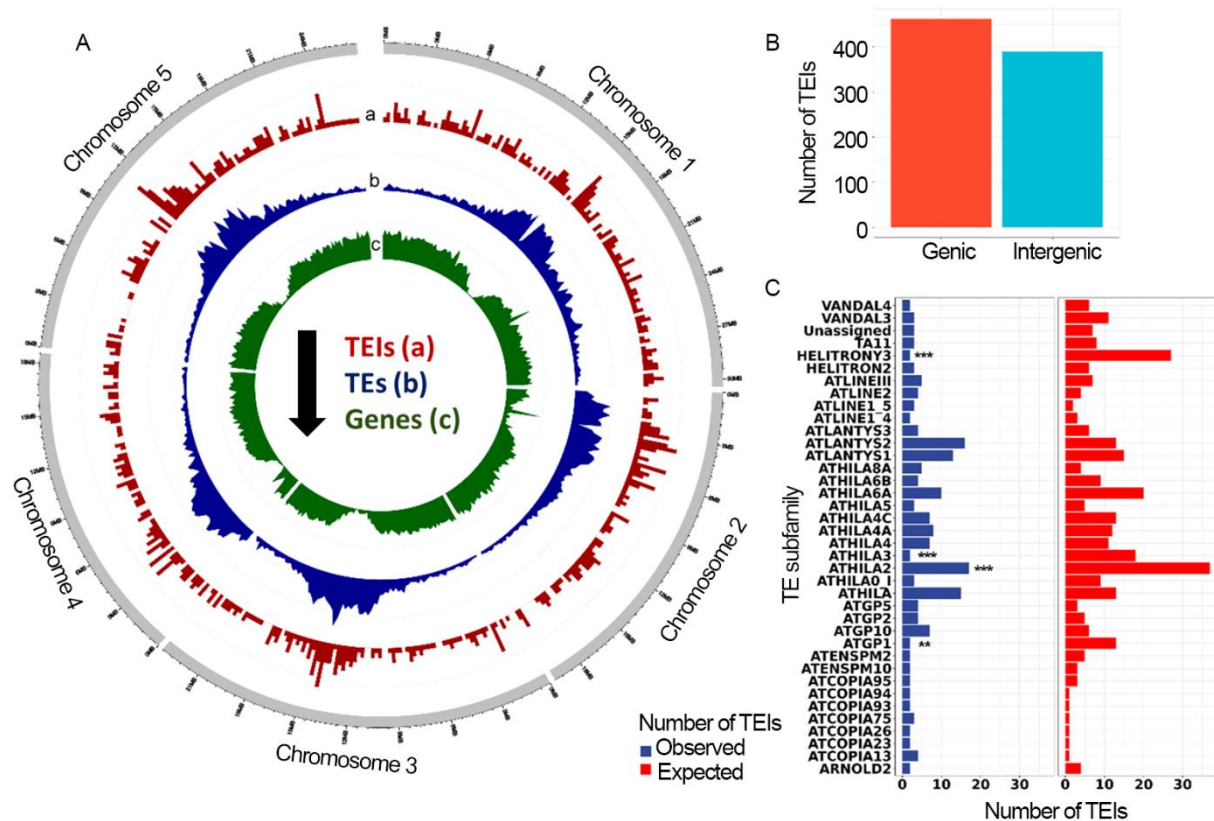 A
Chromosome 5
Chromosome 1
Chromosome 2
Chromosome 3
Chromosome 4
a
b
c
TEIs (a)
TEs (b)
Genes (c)
B
Number of TEIs
400
300
200
100
0
Genic
Intergenic
C
TE subfamily
VANDAL4
VANDAL3
Unassigned
TA11
HELITRONY3 ***
HELITRON2
ATLINEIII
ATLINE2
ATLINE1_5
ATLINE1_4
ATLANTYS3
ATLANTYS2
ATLANTYS1
ATHILA8A
ATHILA6B
ATHILA6A
ATHILA5
ATHILA4C
ATHILA4A
ATHILA4
ATHILA3 ***
ATHILA2 ***
ATHILA0_I
ATHILA
ATGP5
ATGP2
ATGP10
ATGP1 **
ATENSPM2
ATENSPM10
ATCOPIA95
ATCOPIA94
ATCOPIA93
ATCOPIA75
ATCOPIA26
ATCOPIA23
ATCOPIA13
ARNOLD2
0 10 20 30 0 10 20 30
Number of TEIs
Number of TEIs
Observed
Expected